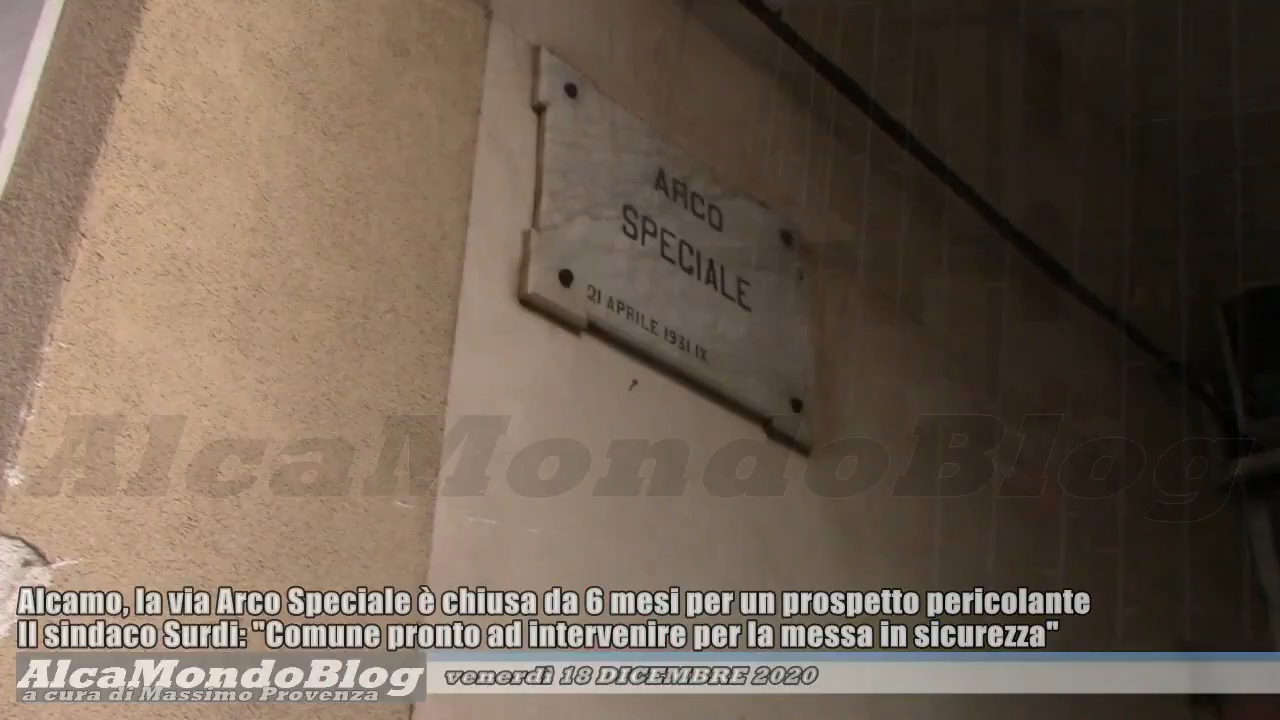 ARCO
SPECIALE
21 APRILE 1931 IX
AlcaMondoBlog
Alcamo, la via Arco Speciale è chiusa da 6 mesi per un prospetto pericolante
Il sindaco Surdi: "Comune pronto ad intervenire per la messa in sicurezza"
AlcaMondoBlog
venerdì 18 DICEMBRE 2020
a cura di Massimo Provenza